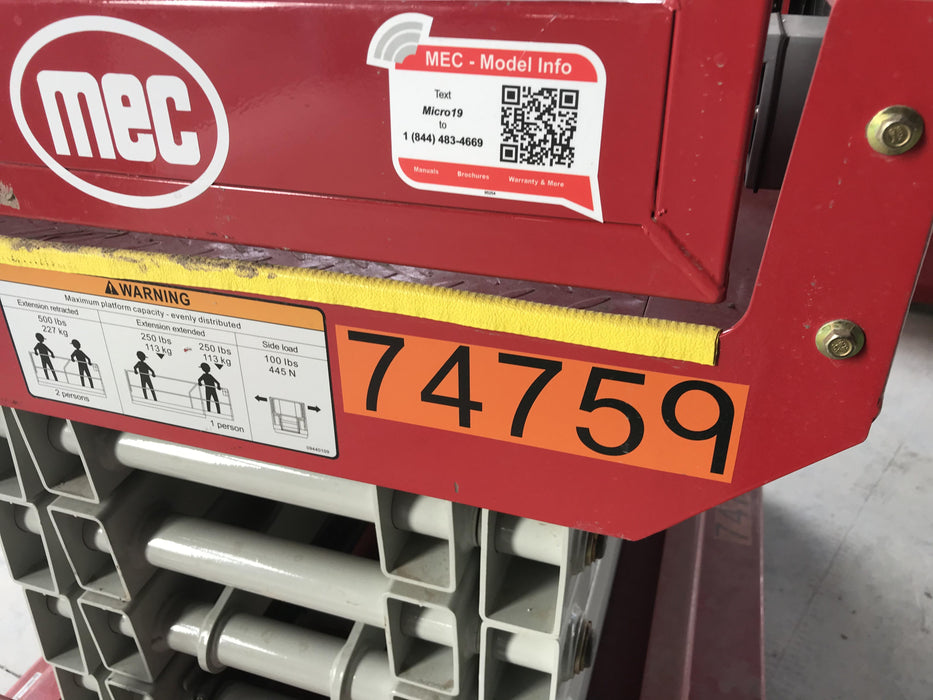 mec
MEC - Model Info
Text
Micro19
to
1 (844) 483-4669
Manuals Brochures Warranty & More
WARNING
Maximum platform capacity - evenly distributed
Extension retracted
500 lbs
227 kg
2 persons
Extension extended
250 lbs
113 kg
250 lbs
113 kg
1 person
Side load
100 lbs
445 N
74759